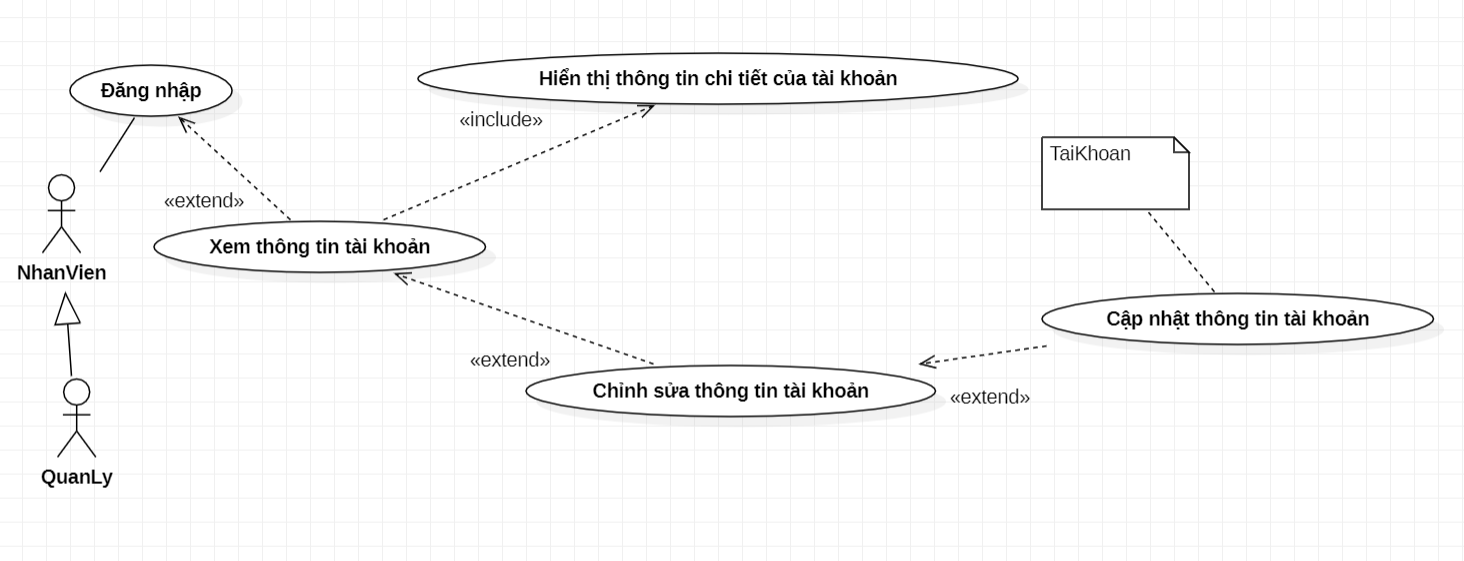 Đăng nhập
Hiển thị thông tin chi tiết của tài khoản
«include»
TaiKhoan
«extend»
Xem thông tin tài khoản
NhanVien
Cập nhật thông tin tài khoản
«extend»
Chỉnh sửa thông tin tài khoản
«extend»
QuanLy